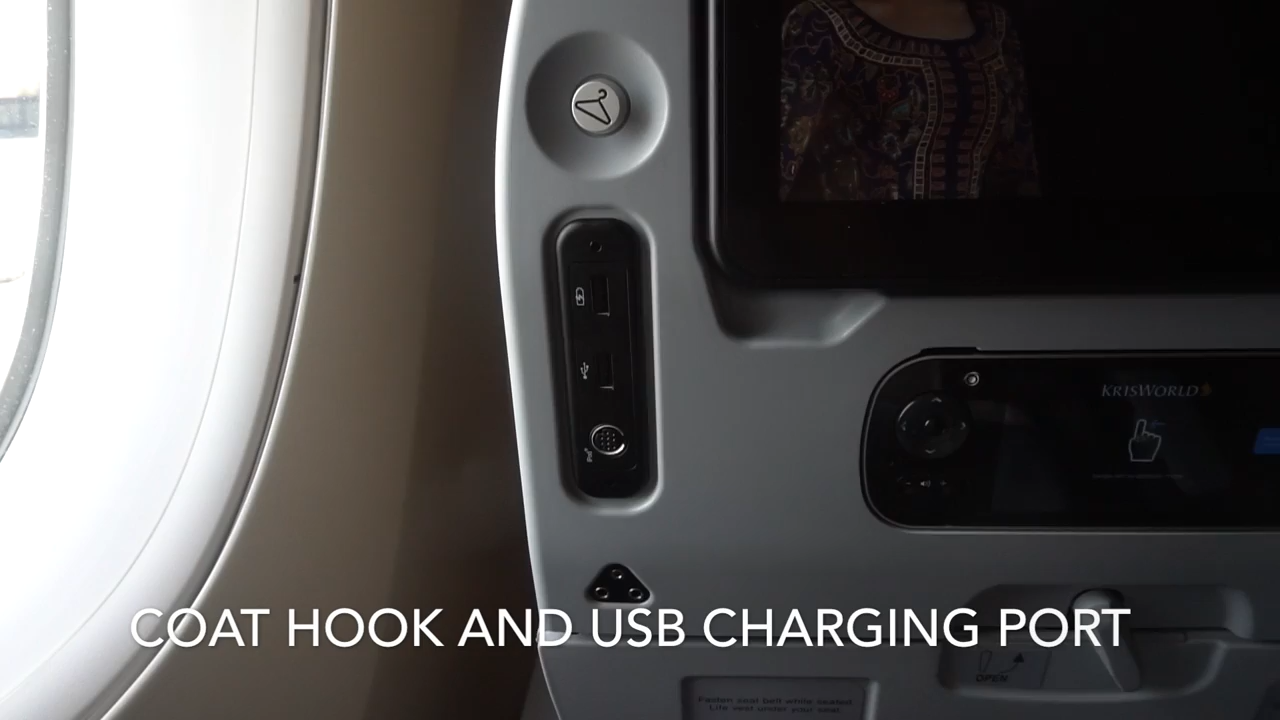 KRISWORLD
COAT HOOK AND USB CHARGING PORT
OPEN
Fasten seat belt while seated.
Life vest under your seat.